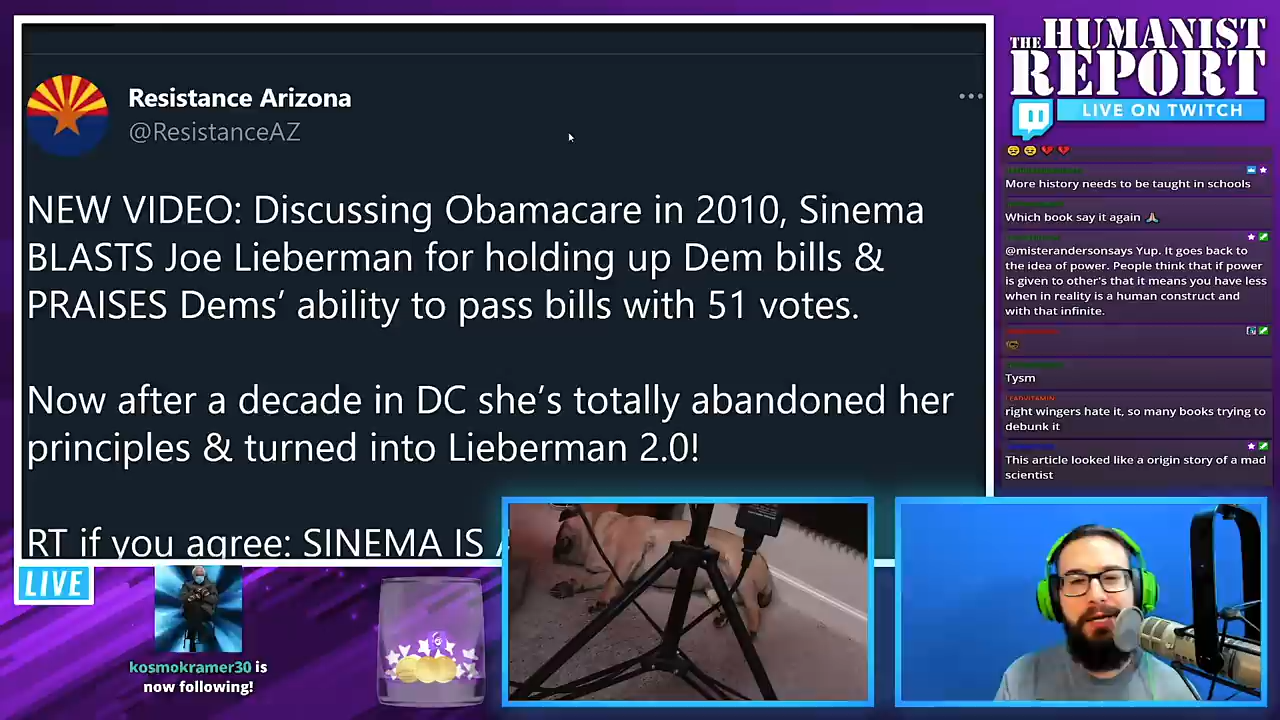 Resistance Arizona
@ResistanceAZ
NEW VIDEO: Discussing Obamacare in 2010, Sinema
BLASTS Joe Lieberman for holding up Dem bills &
PRAISES Dems’ ability to pass bills with 51 votes.
Now after a decade in DC she’s totally abandoned her
principles & turned into Lieberman 2.0!
RT if you agree: SINEMA IS
THE HUMANIST
REPORT
LIVE ON TWITCH
More history needs to be taught in schools
Which book say it again
@misterandersonsays Yup. It goes back to
the idea of power. People think that if power
is given to other's that it means you have less
when in reality is a human construct and
with that infinite.
Tysm
LEADVITAMIN
right wingers hate it, so many books trying to
debunk it
This article looked like a origin story of a mad
scientist
LIVE
kosmokramer30 is
now following!